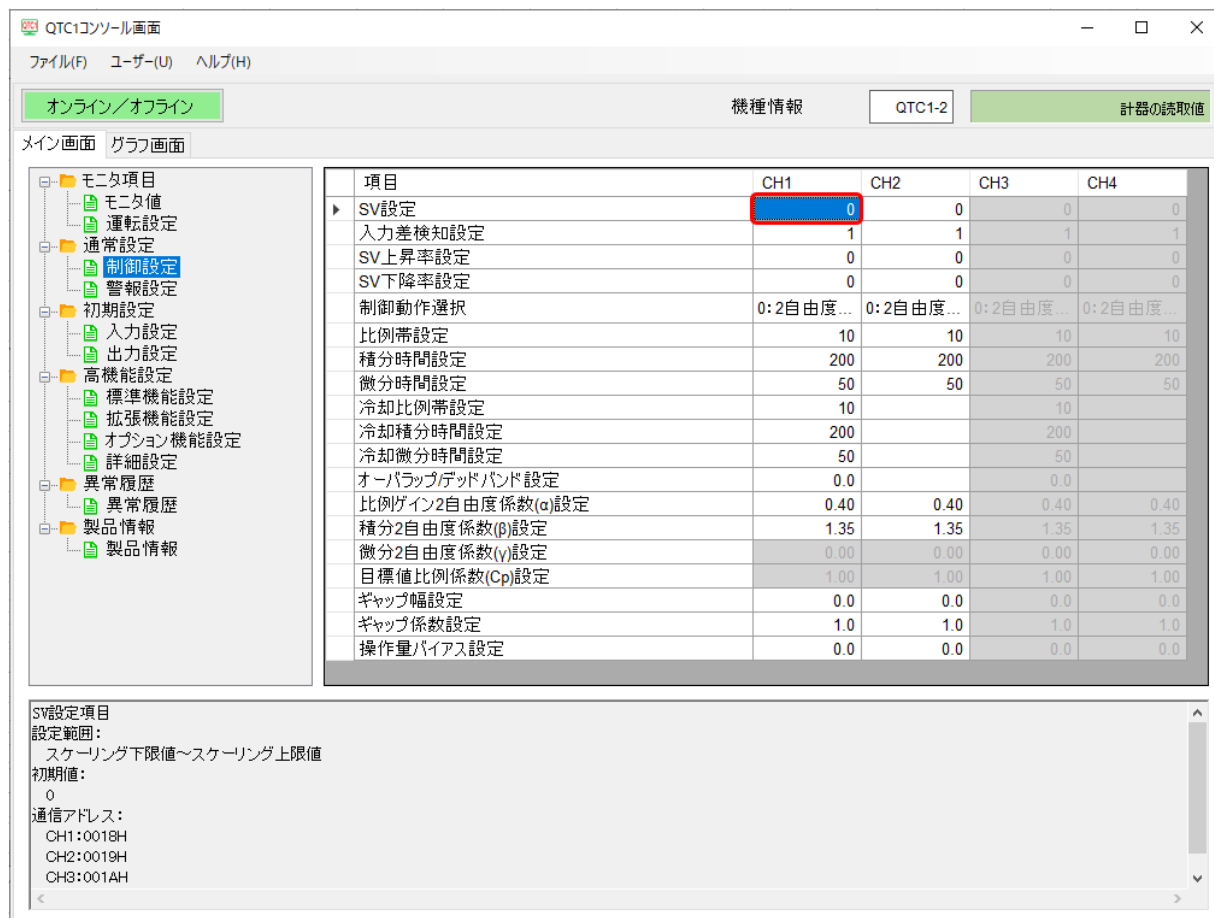 QTC1コンソール画面
ファイル(F) ユーザー(U) ヘルプ(H)
オンライン／オフライン 機種情報 QTC1-2 計器の読取値
メイン画面 グラフ画面
モニタ項目
モニタ値
運転設定
通常設定
制御設定
警報設定
初期設定
入力設定
出力設定
高機能設定
標準機能設定
拡張機能設定
オプション機能設定
詳細設定
異常履歴
異常履歴
製品情報
製品情報
項目 CH1 CH2 CH3 CH4
SV設定 0 0 0 0
入力差検知設定 1 1 1 1
SV上昇率設定 0 0 0 0
SV下降率設定 0 0 0 0
制御動作選択 0:2自由度... 0:2自由度... 0:2自由度... 0:2自由度...
比例帯設定 10 10 10 10
積分時間設定 200 200 200 200
微分時間設定 50 50 50 50
冷却比例帯設定 10 10
冷却積分時間設定 200 200
冷却微分時間設定 50 50
オーバラップ/デッドバンド設定 0.0 0.0
比例ゲイン2自由度係数(α)設定 0.40 0.40 0.40 0.40
積分2自由度係数(β)設定 1.35 1.35 1.35 1.35
微分2自由度係数(γ)設定 0.00 0.00 0.00 0.00
目標値比例係数(Cp)設定 1.00 1.00 1.00 1.00
ギャップ幅設定 0.0 0.0 0.0 0.0
ギャップ係数設定 1.0 1.0 1.0 1.0
操作量バイアス設定 0.0 0.0 0.0 0.0
SV設定項目
設定範囲：
スケーリング下限値～スケーリング上限値
初期値：
0
通信アドレス：
CH1:0018H
CH2:0019H
CH3:001AH